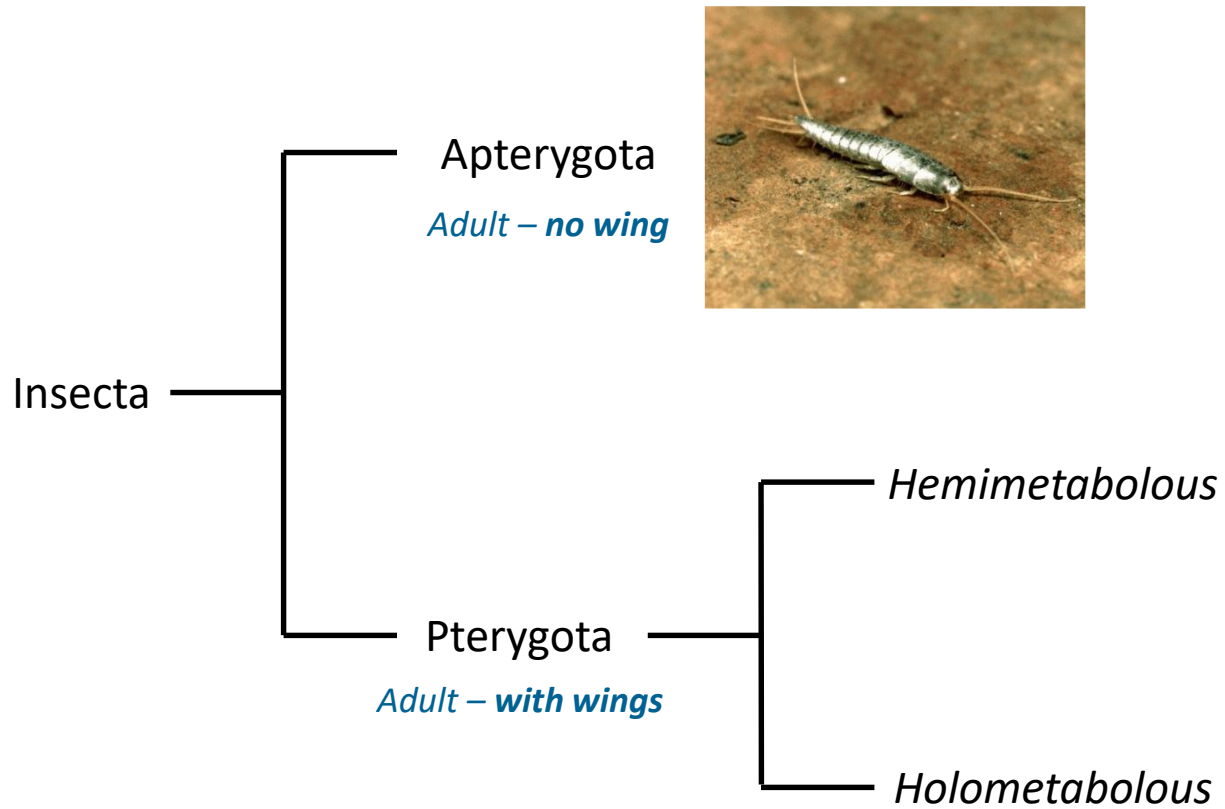 Apterygota
Adult – no wing
Insecta
Hemimetabolous
Pterygota
Adult – with wings
Holometabolous